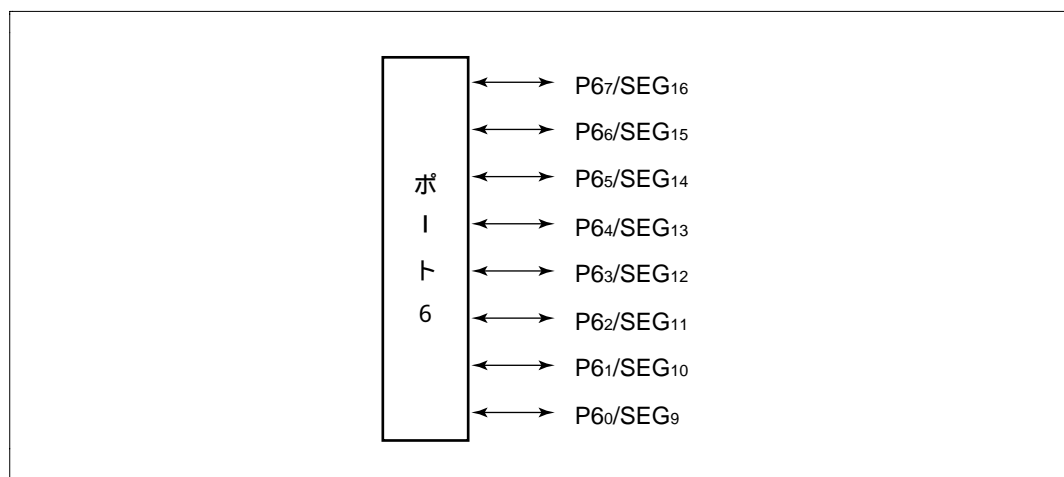 ポート6
P6₇/SEG₁₆
P6₆/SEG₁₅
P6₅/SEG₁₄
P6₄/SEG₁₃
P6₃/SEG₁₂
P6₂/SEG₁₁
P6₁/SEG₁₀
P6₀/SEG₉